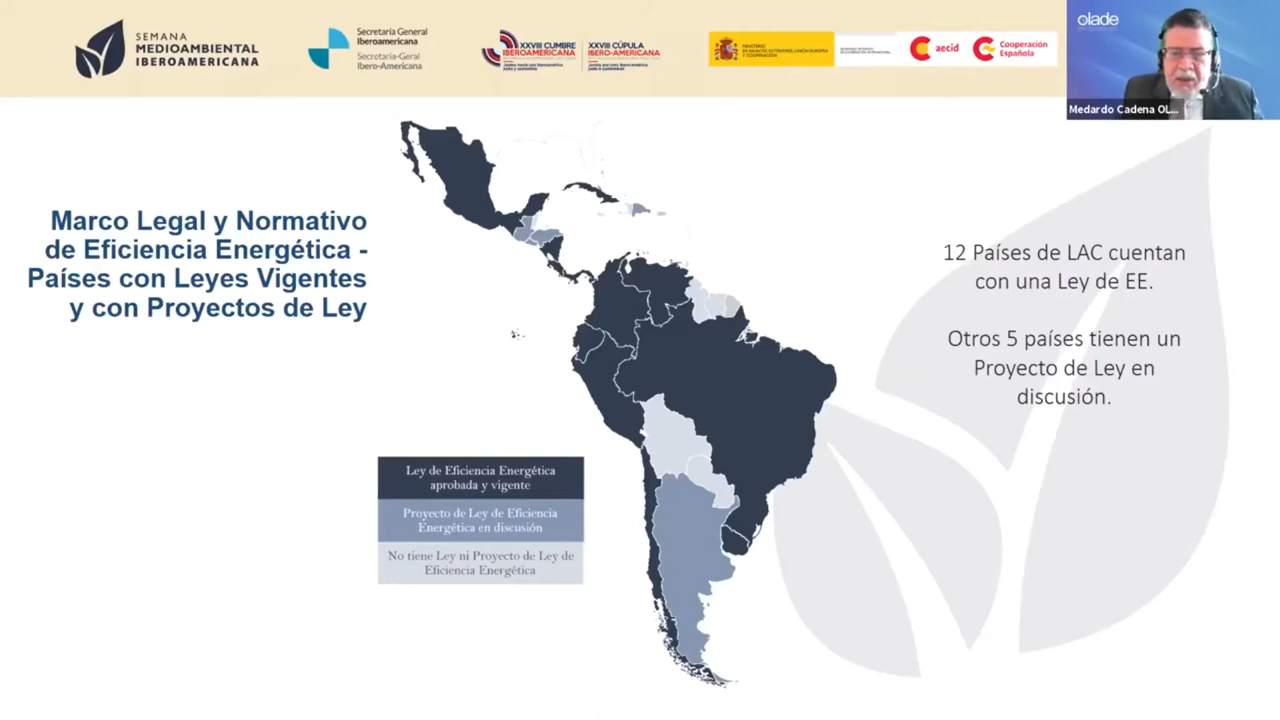 SEMANA
MEDIOAMBIENTAL
IBEROAMERICANA
Secretaría General
Iberoamericana
Secretaria-Geral
Ibero-Americana
XXVIII CUMBRE
IBEROAMERICANA
XXVIII CÚPULA
IBERO-AMERICANA
aecid
Cooperación
Española
olade
Medardo Cadena OL...
Marco Legal y Normativo
de Eficiencia Energética -
Países con Leyes Vigentes
y con Proyectos de Ley
12 Países de LAC cuentan
con una Ley de EE.
Otros 5 países tienen un
Proyecto de Ley en
discusión.
Ley de Eficiencia Energética
aprobada y vigente
Proyecto de Ley de Eficiencia
Energética en discusión
No tiene Ley ni Proyecto de Ley de
Eficiencia Energética